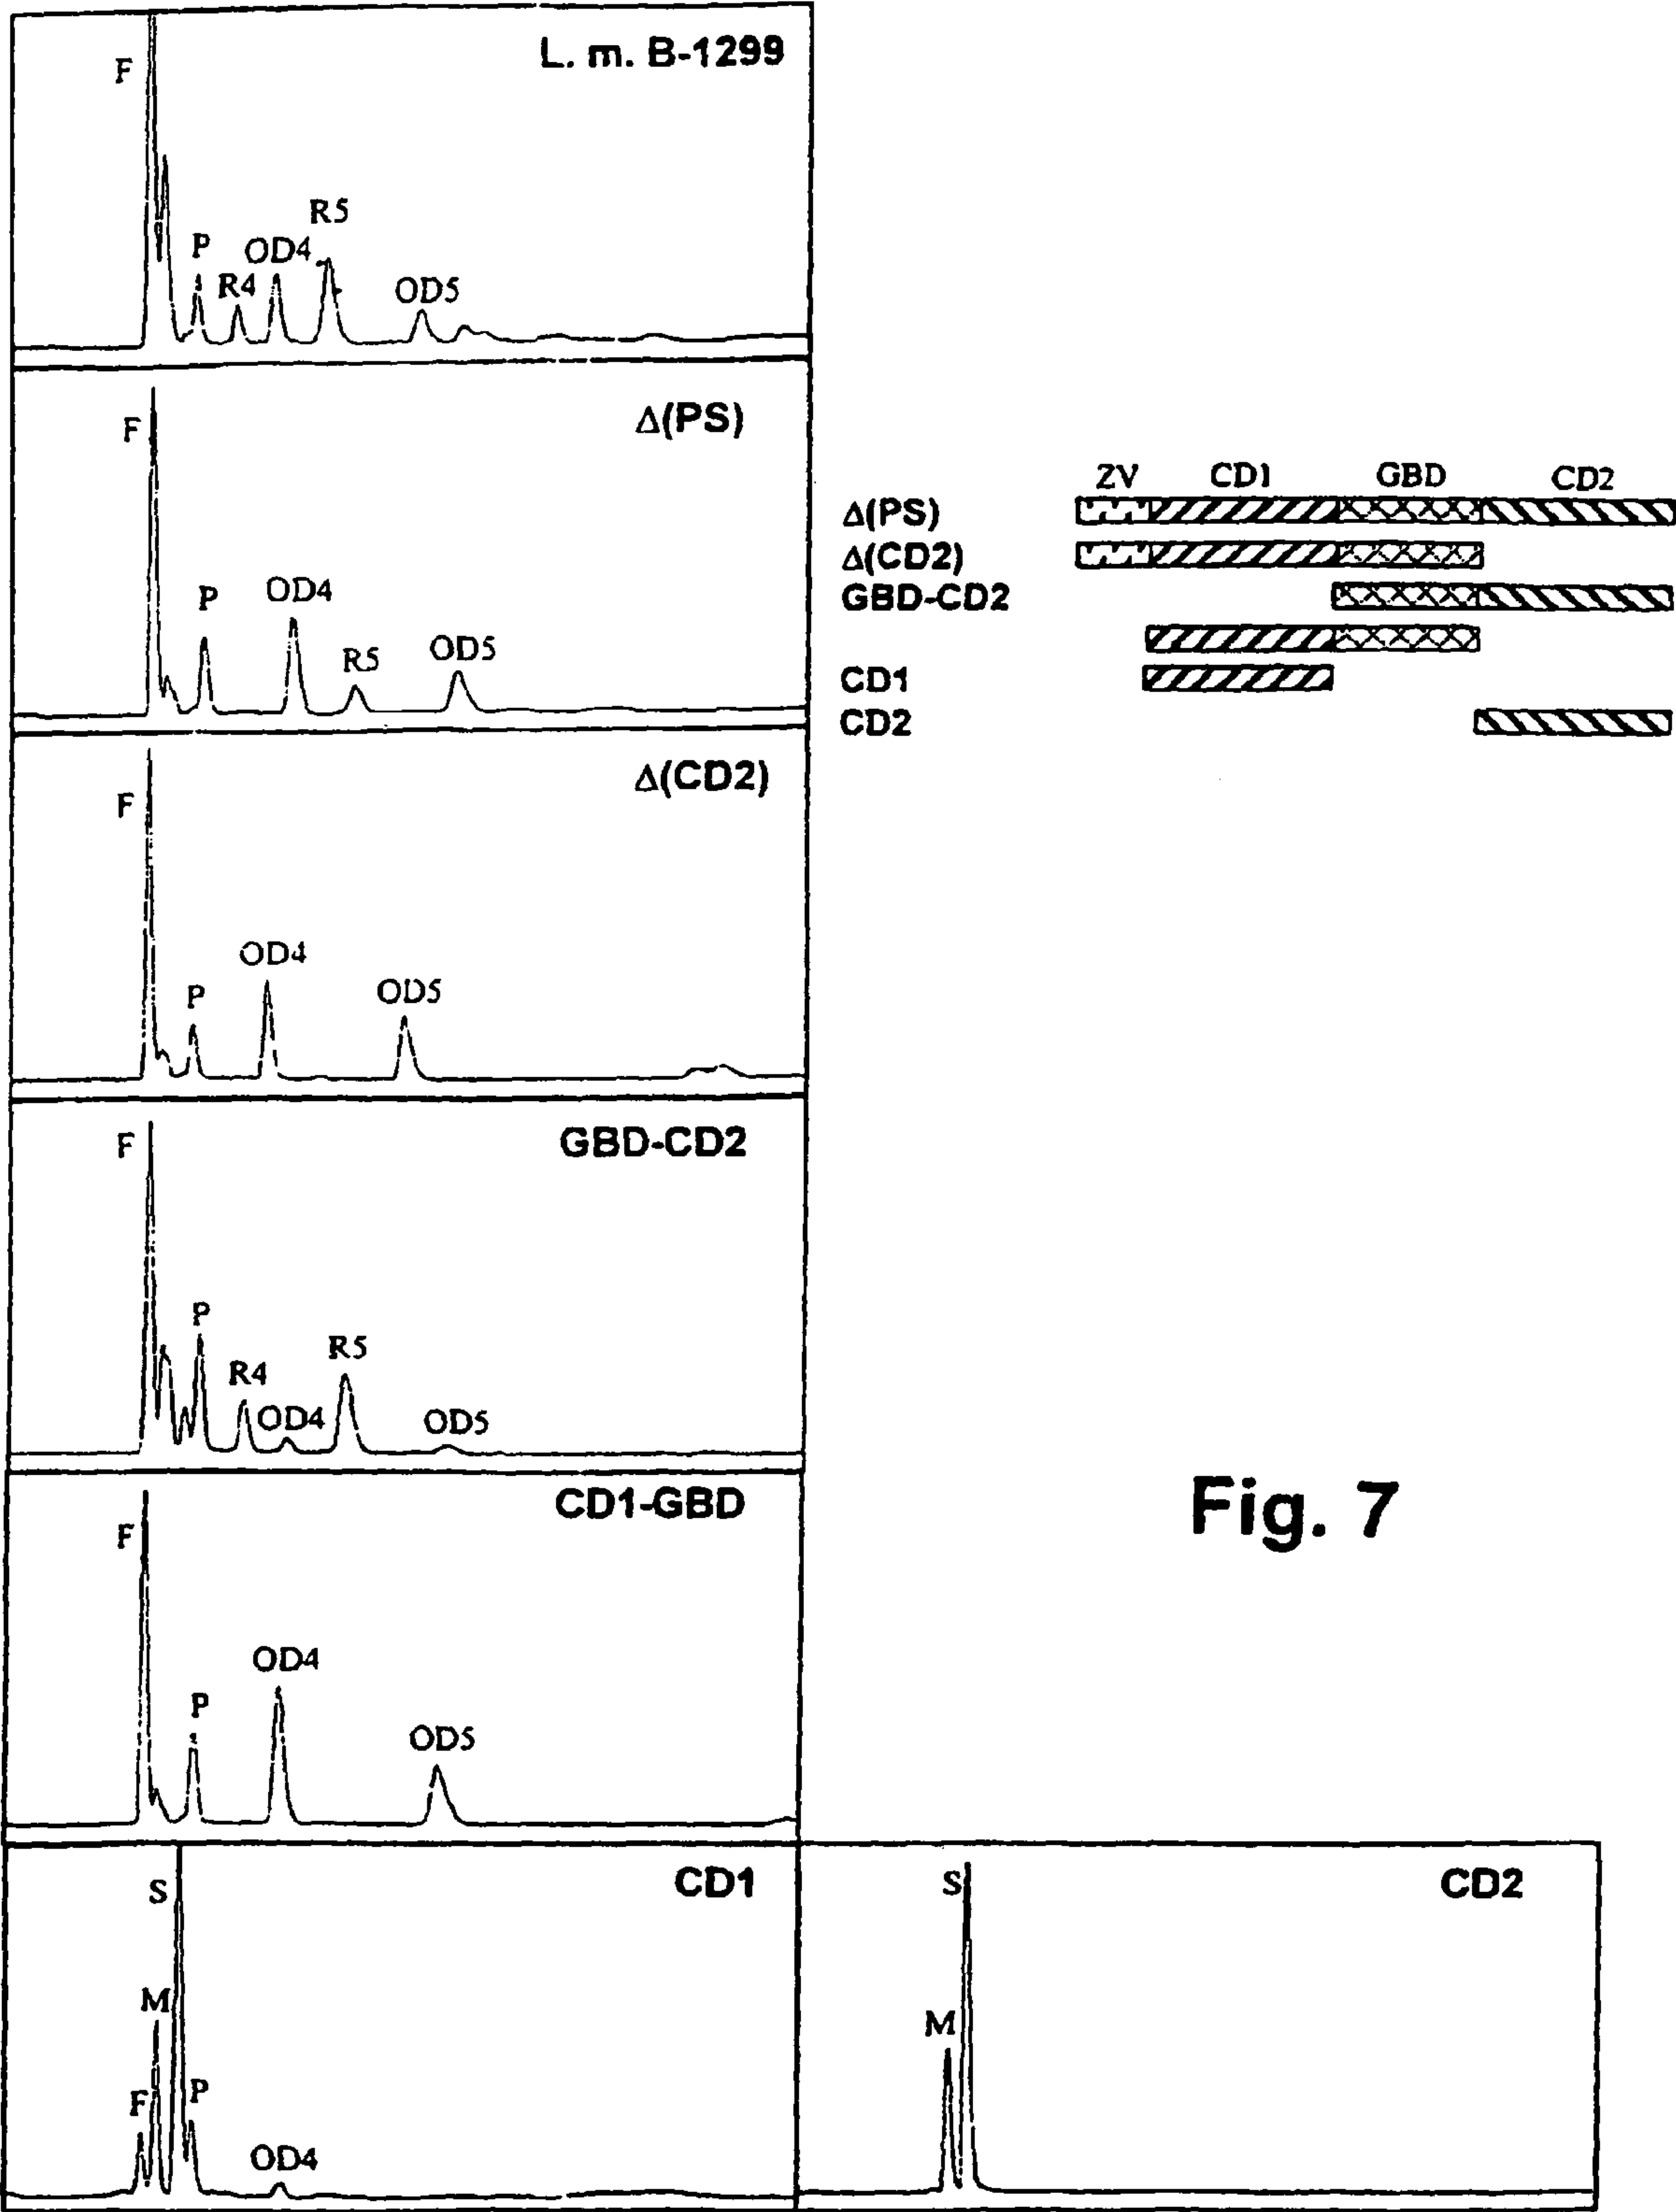 L. m. B-1299
F
P
R4
OD4
R5
OD5
Δ(PS)
F
P
OD4
R5
OD5
ZV CD1 GBD CD2
Δ(PS)
Δ(CD2)
GBD-CD2
CD1
CD2
Δ(CD2)
F
P
OD4
OD5
GBD-CD2
F
P
R4
OD4
R5
OD5
CD1-GBD
F
P
OD4
OD5
Fig. 7
CD1
S
M
F
P
OD4
CD2
S
M